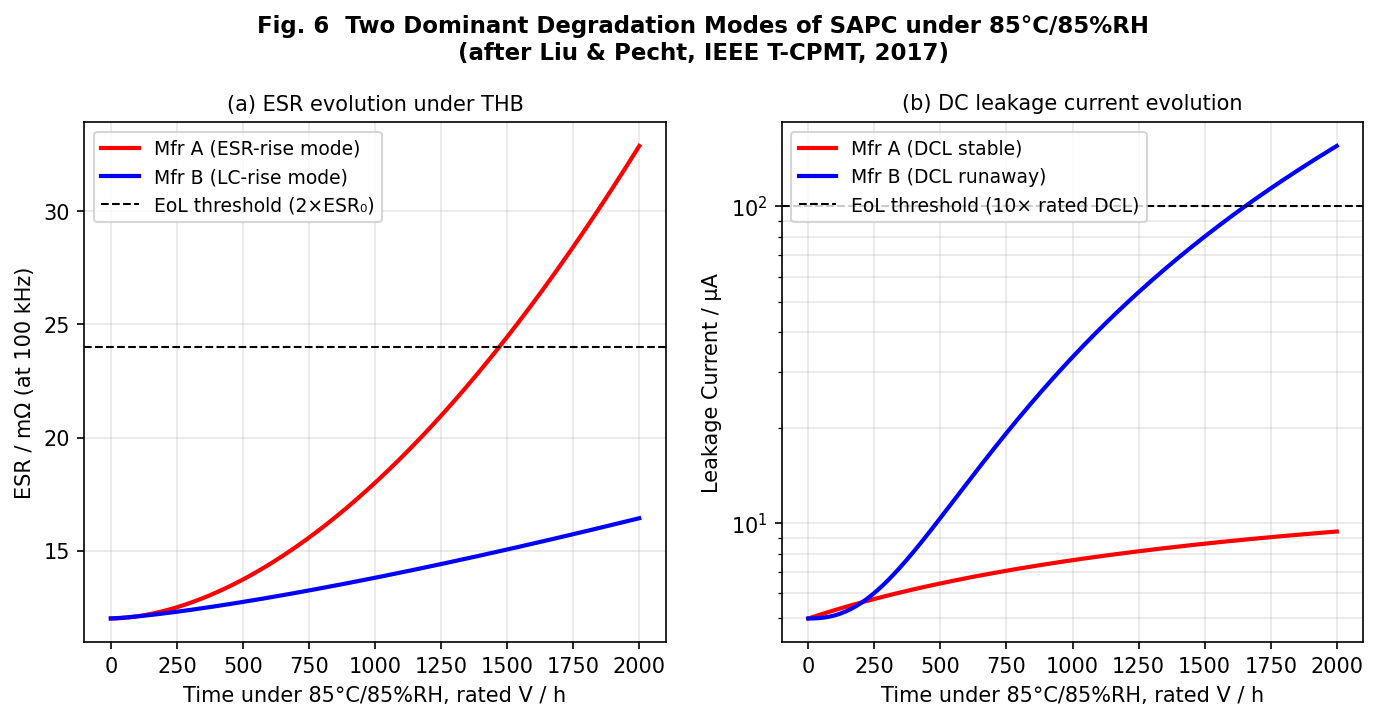 Fig. 6  Two Dominant Degradation Modes of SAPC under 85°C/85%RH
(after Liu & Pecht, IEEE T-CPMT, 2017)
(a) ESR evolution under THB
Mfr A (ESR-rise mode)
Mfr B (LC-rise mode)
EoL threshold (2×ESR₀)
ESR / mΩ (at 100 kHz)
30
25
20
15
0 250 500 750 1000 1250 1500 1750 2000
Time under 85°C/85%RH, rated V / h
(b) DC leakage current evolution
Mfr A (DCL stable)
Mfr B (DCL runaway)
EoL threshold (10× rated DCL)
Leakage Current / μA
10²
10¹
0 250 500 750 1000 1250 1500 1750 2000
Time under 85°C/85%RH, rated V / h